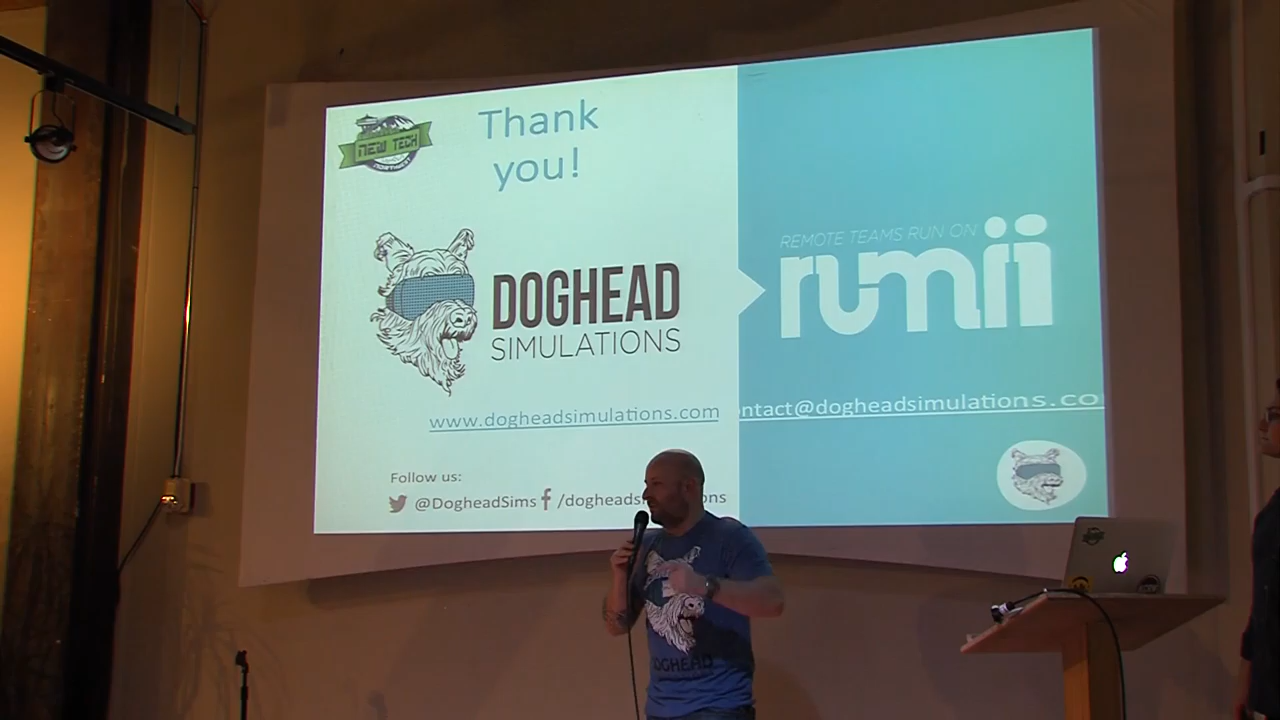 Thank
you!
NEW TECH
NORTHWEST
DOGHEAD
SIMULATIONS
www.dogheadsimulations.com
Follow us:
@DogheadSims f /dogheads ons
REMOTE TEAMS RUN ON
rumii
ntact@dogheadsimulations.co
DOGHEAD